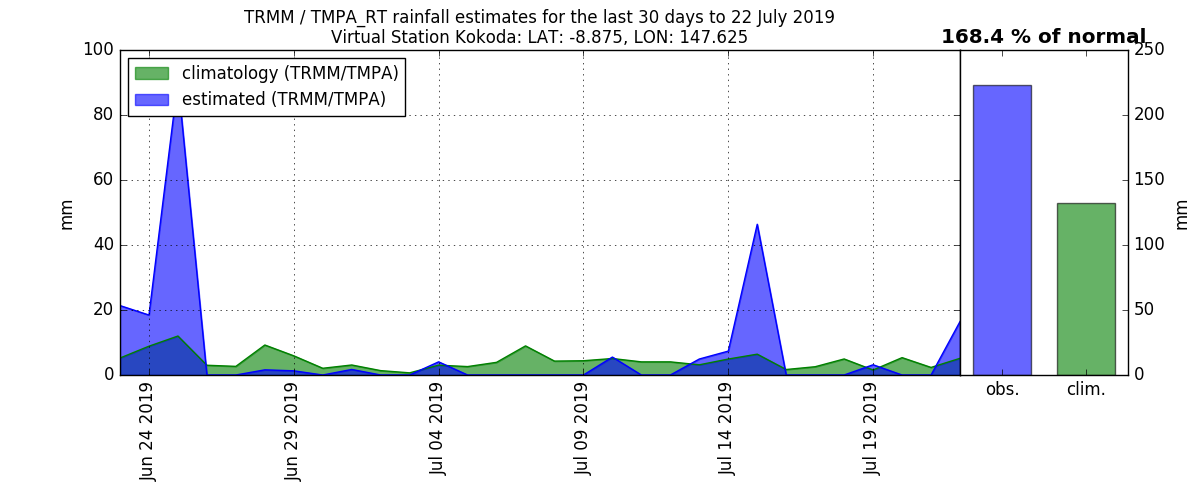 TRMM / TMPA_RT rainfall estimates for the last 30 days to 22 July 2019
Virtual Station Kokoda: LAT: -8.875, LON: 147.625
168.4 % of normal
climatology (TRMM/TMPA)
estimated (TRMM/TMPA)
100
80
60
40
20
0
mm
250
200
150
100
50
0
mm
Jun 24 2019
Jun 29 2019
Jul 04 2019
Jul 09 2019
Jul 14 2019
Jul 19 2019
obs.
clim.